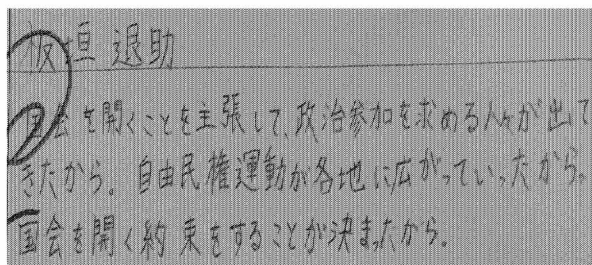 板垣退助
国会を開くことを主張して、政治参加を求める人々が出て
きたから。自由民権運動が各地に広がっていったから。
国会を開く約束をすることが決まったから。